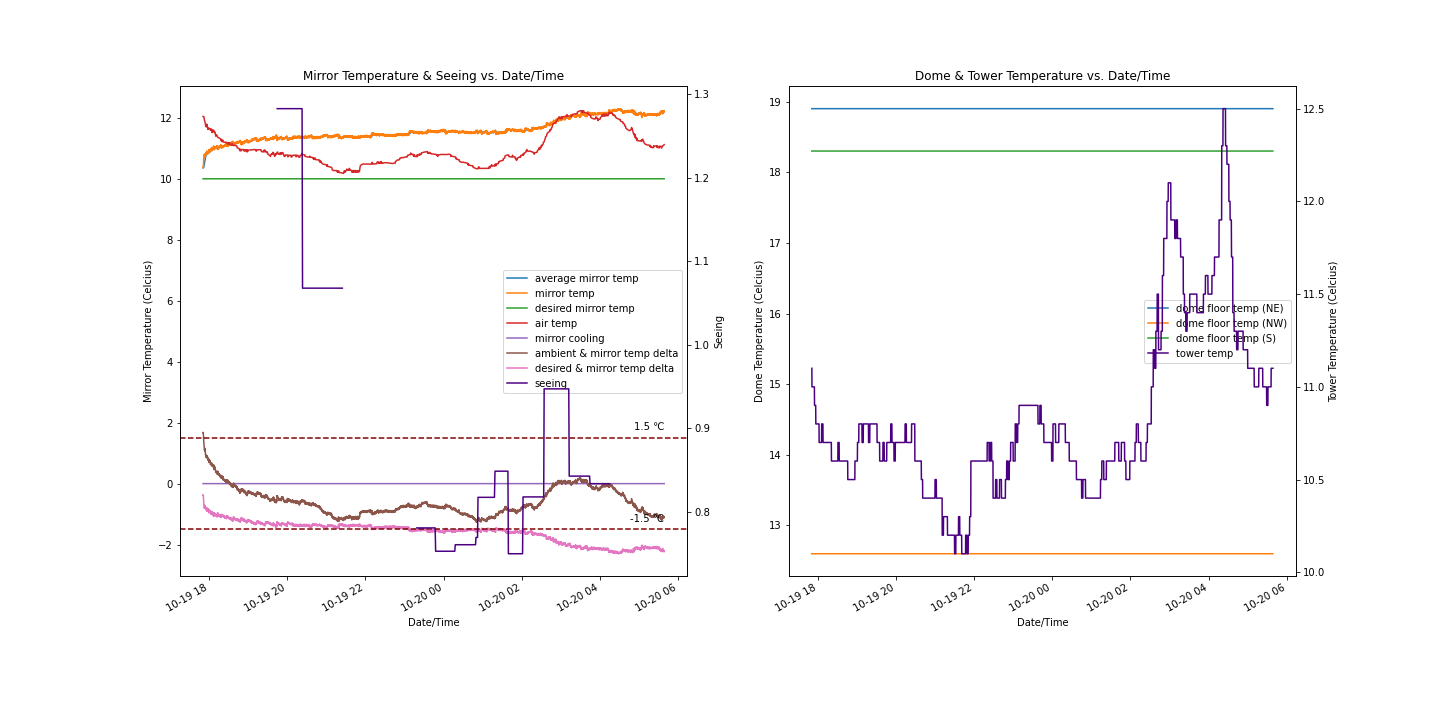 Mirror Temperature & Seeing vs. Date/Time
Mirror Temperature (Celcius)
12
10
8
6
4
2
0
−2
1.3
1.2
1.1
1.0
0.9
0.8
Seeing
average mirror temp
mirror temp
desired mirror temp
air temp
mirror cooling
ambient & mirror temp delta
desired & mirror temp delta
seeing
1.5 °C
-1.5 °C
10-19 18
10-19 20
10-19 22
10-20 00
10-20 02
10-20 04
10-20 06
Date/Time
Dome & Tower Temperature vs. Date/Time
Dome Temperature (Celcius)
19
18
17
16
15
14
13
12.5
12.0
11.5
11.0
10.5
10.0
Tower Temperature (Celcius)
dome floor temp (NE)
dome floor temp (NW)
dome floor temp (S)
tower temp
10-19 18
10-19 20
10-19 22
10-20 00
10-20 02
10-20 04
10-20 06
Date/Time